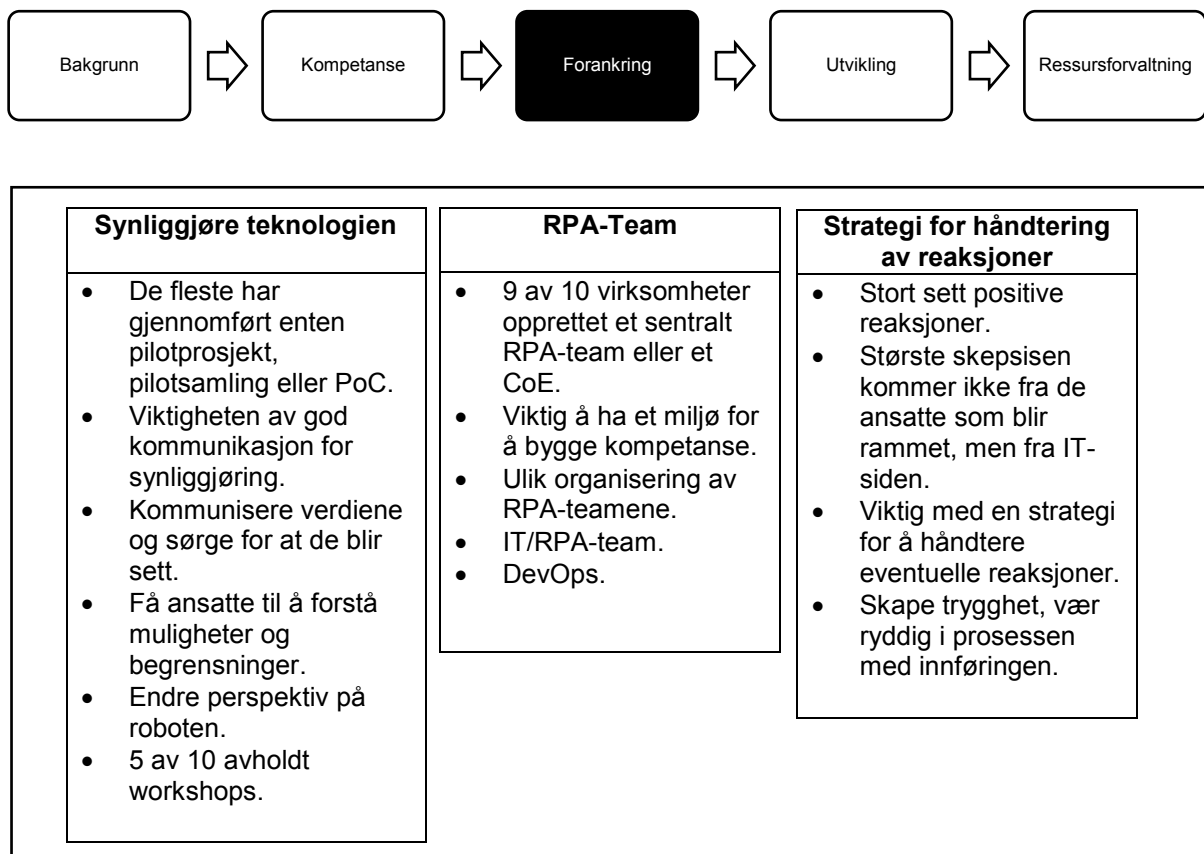 Bakgrunn
Kompetanse
Forankring
Utvikling
Ressursforvaltning
Synliggjøre teknologien
• De fleste har
gjennomført enten
pilotprosjekt,
pilotsamling eller PoC.
• Viktigheten av god
kommunikasjon for
synliggjøring.
• Kommunisere verdiene
og sørge for at de blir
sett.
• Få ansatte til å forstå
muligheter og
begrensninger.
• Endre perspektiv på
roboten.
• 5 av 10 avholdt
workshops.
RPA-Team
• 9 av 10 virksomheter
opprettet et sentralt
RPA-team eller et
CoE.
• Viktig å ha et miljø for
å bygge kompetanse.
• Ulik organisering av
RPA-teamene.
• IT/RPA-team.
• DevOps.
Strategi for håndtering
av reaksjoner
• Stort sett positive
reaksjoner.
• Største skepsisen
kommer ikke fra de
ansatte som blir
rammet, men fra IT-
siden.
• Viktig med en strategi
for å håndtere
eventuelle reaksjoner.
• Skape trygghet, vær
ryddig i prosessen
med innføringen.